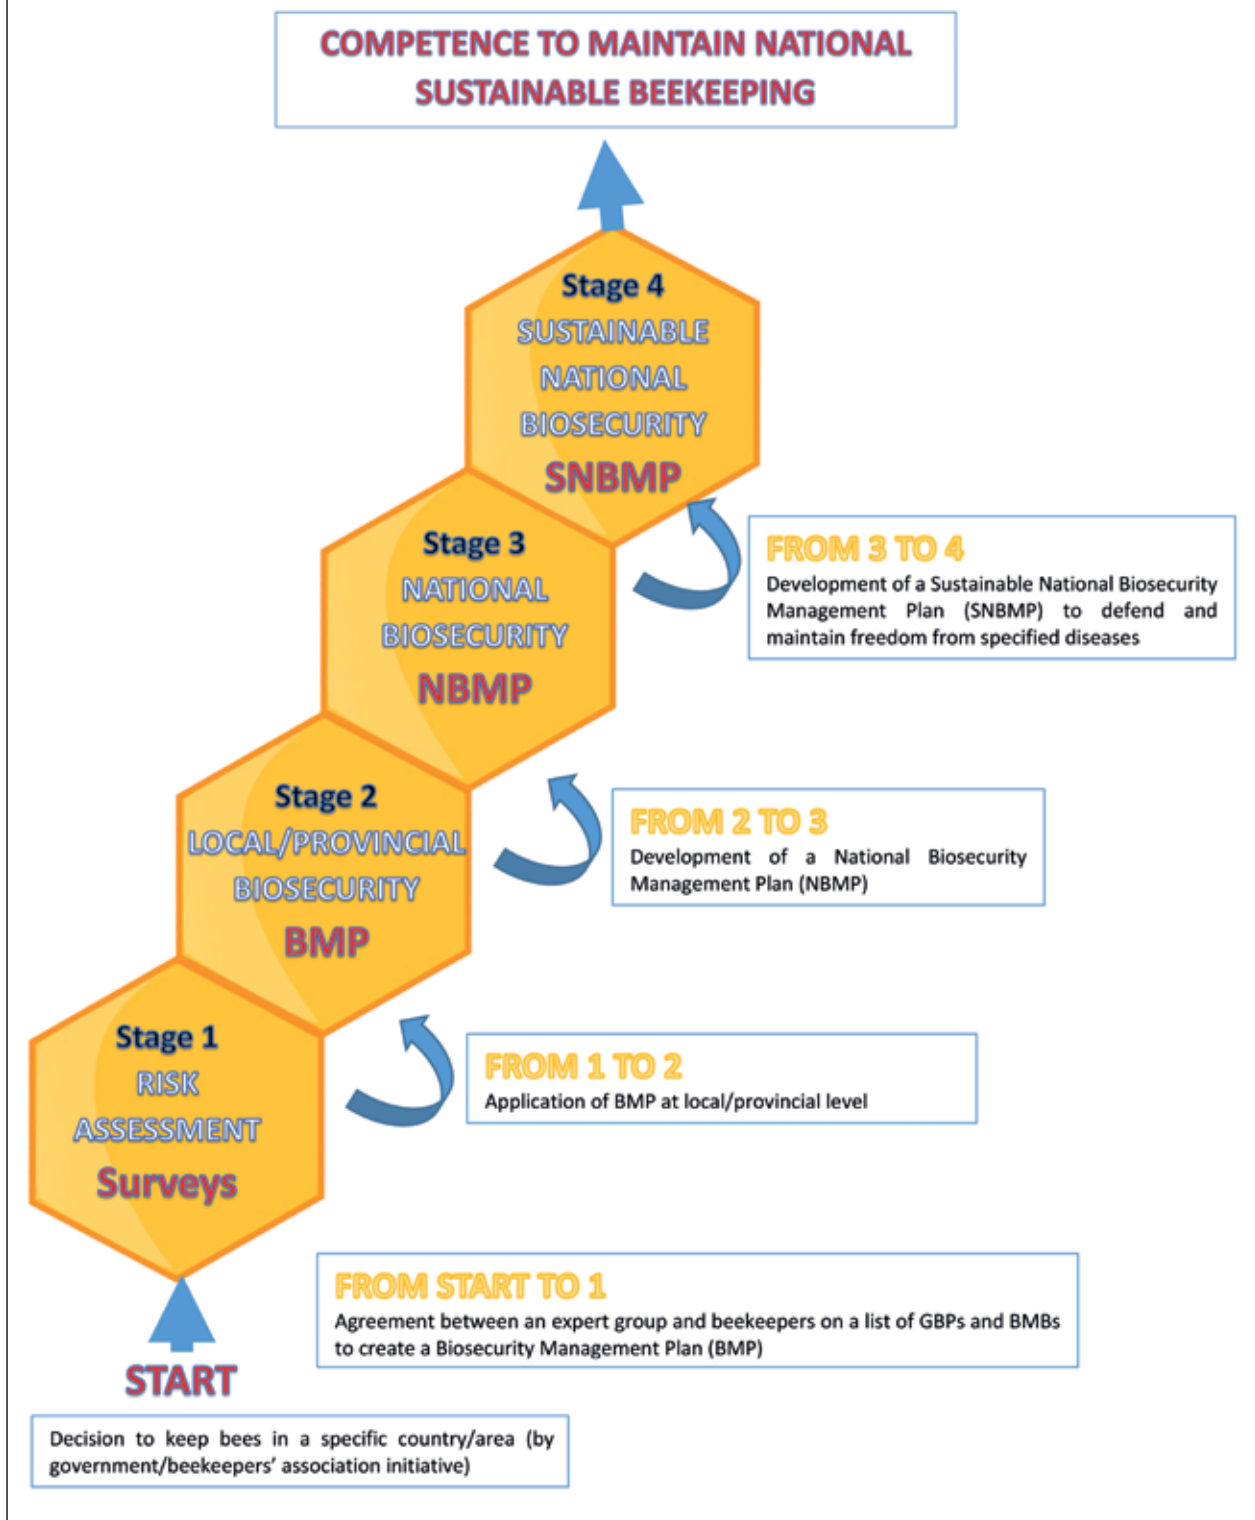 COMPETENCE TO MAINTAIN NATIONAL
SUSTAINABLE BEEKEEPING
Stage 4
SUSTAINABLE
NATIONAL
BIOSECURITY
SNBMP
FROM 3 TO 4
Development of a Sustainable National Biosecurity
Management Plan (SNBMP) to defend and
maintain freedom from specified diseases
Stage 3
NATIONAL
BIOSECURITY
NBMP
FROM 2 TO 3
Development of a National Biosecurity
Management Plan (NBMP)
Stage 2
LOCAL/PROVINCIAL
BIOSECURITY
BMP
FROM 1 TO 2
Application of BMP at local/provincial level
Stage 1
RISK
ASSESSMENT
Surveys
FROM START TO 1
Agreement between an expert group and beekeepers on a list of GBPs and BMBs
to create a Biosecurity Management Plan (BMP)
START
Decision to keep bees in a specific country/area (by
government/beekeepers’ association initiative)